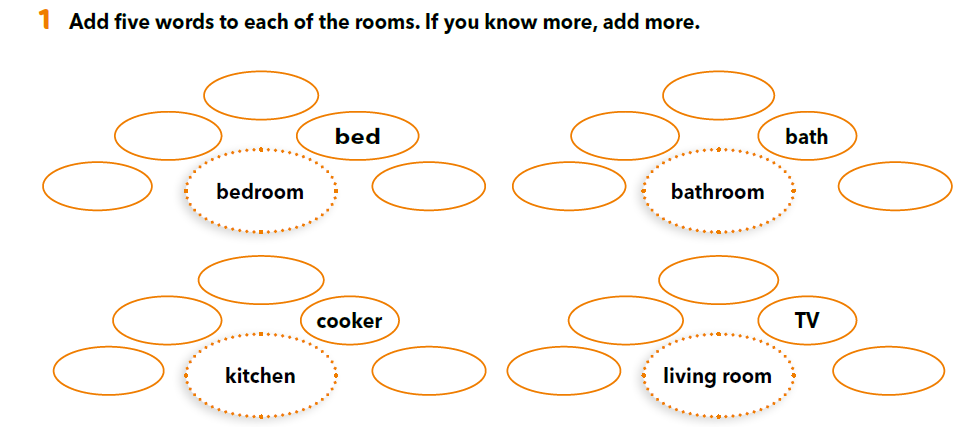 1 Add five words to each of the rooms. If you know more, add more.
bed
bedroom
bath
bathroom
cooker
kitchen
TV
living room